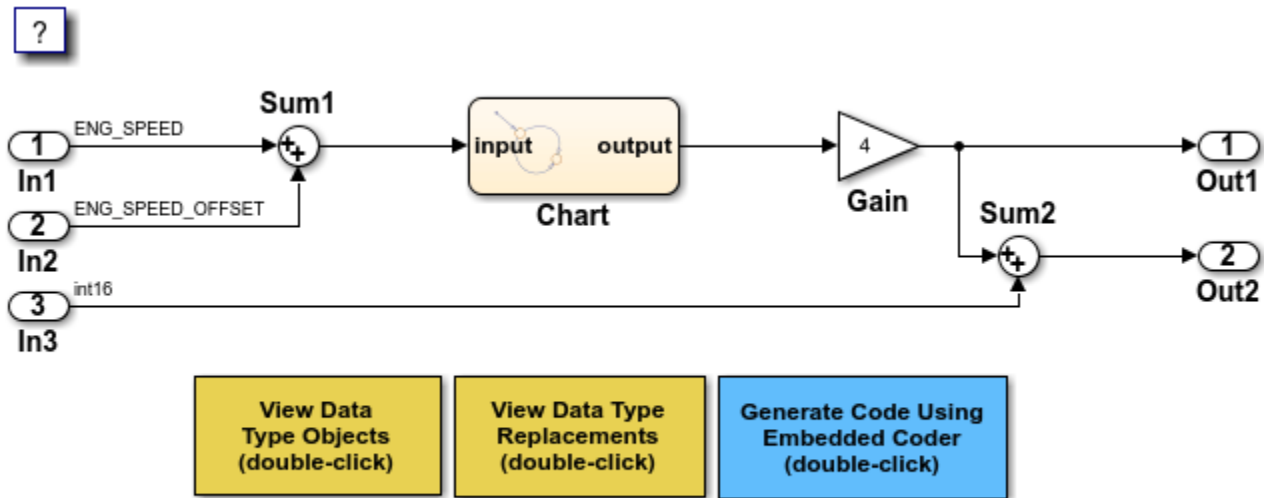 ?
Sum1
ENG_SPEED
1
In1
+
+
input
output
Chart
4
Gain
1
Out1
ENG_SPEED_OFFSET
2
In2
Sum2
+
+
2
Out2
int16
3
In3
View Data
Type Objects
(double-click)
View Data Type
Replacements
(double-click)
Generate Code Using
Embedded Coder
(double-click)